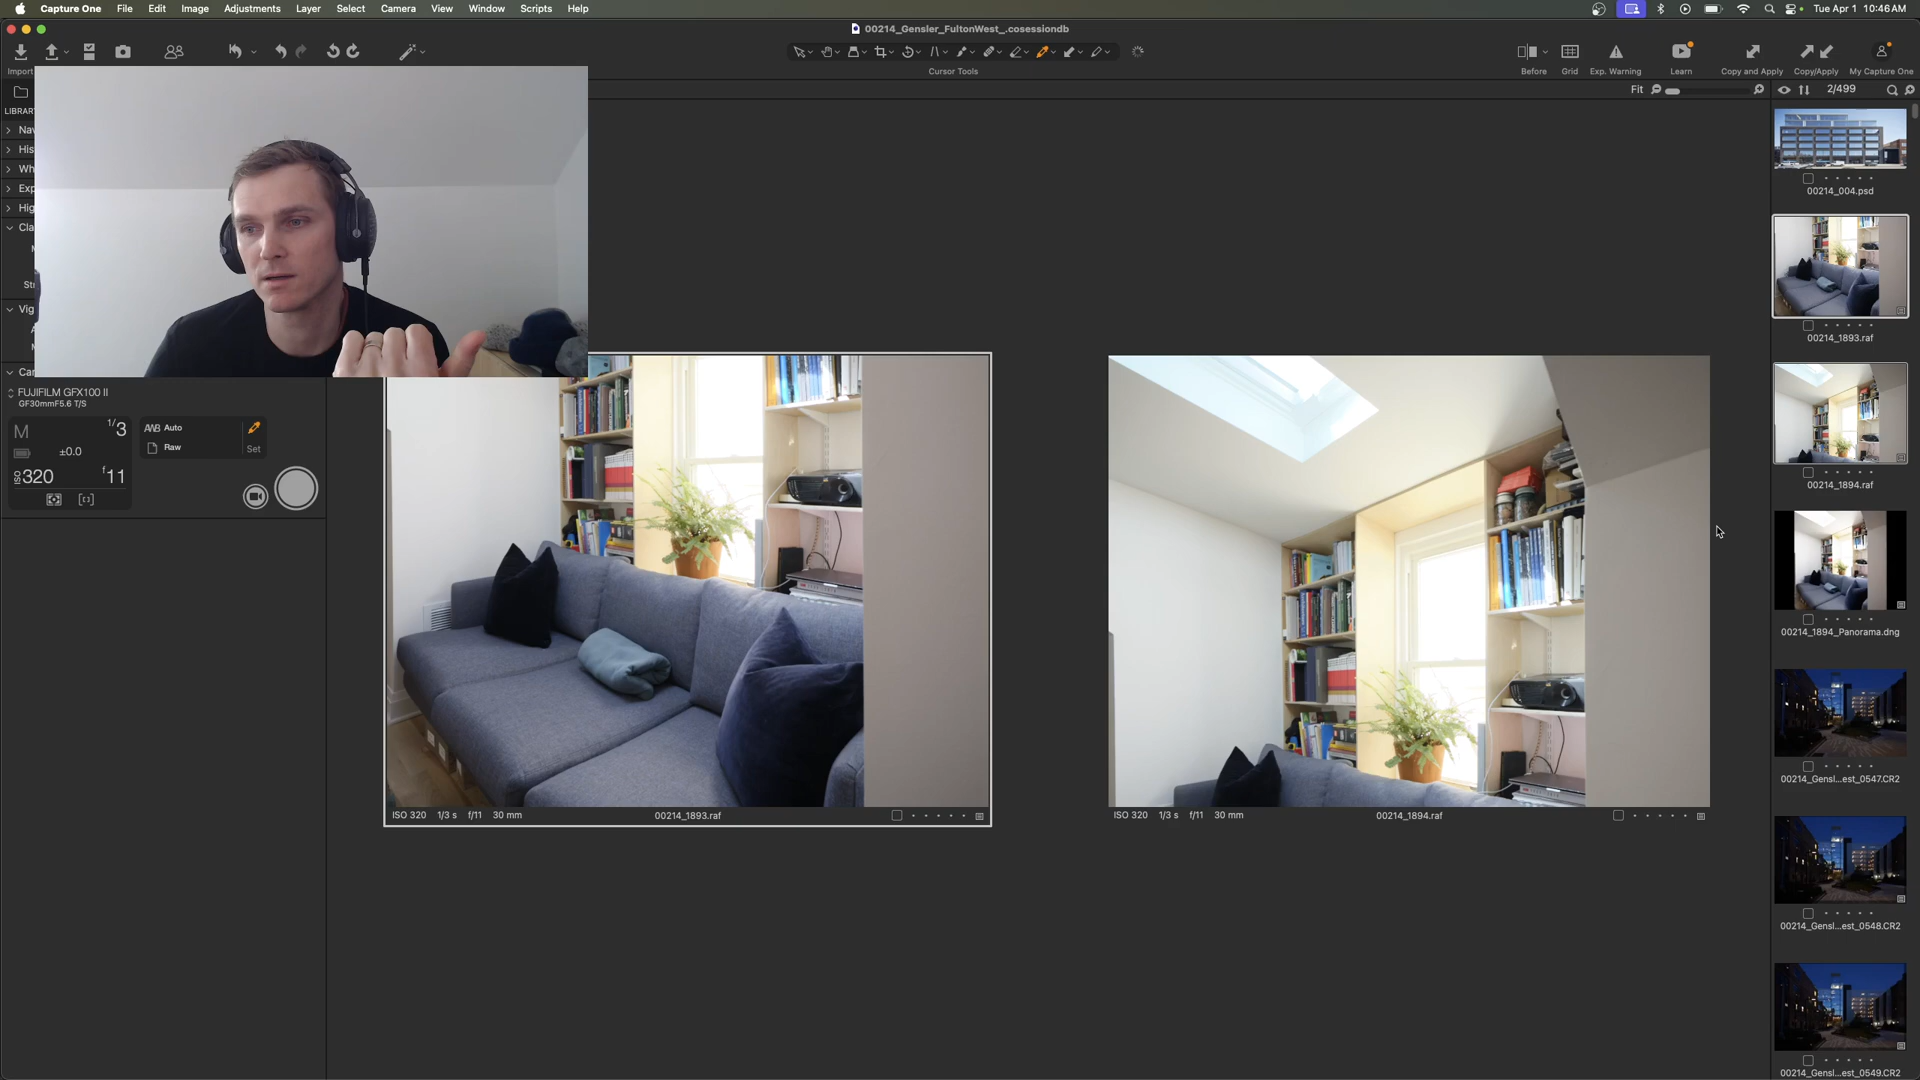 Capture One File Edit Image Adjustments Layer Select Camera View Window Scripts Help
Tue Apr 1 10:46 AM
00214_Gensler_FultonWest_.cosessiondb
Import
Cursor Tools
Before Grid Exp. Warning Learn Copy and Apply Copy/Apply My Capture One
Fit
2/499
LIBRAR
Nav
His
Wh
Exp
Hig
Cla
Str
Vig
Can
FUJIFILM GFX100 II
GF30mmF5.6 T/S
M 1/3
±0.0
ISO 320 f11
AWB Auto
Raw
Set
ISO 320 1/3 s f/11 30 mm 00214_1893.raf
ISO 320 1/3 s f/11 30 mm 00214_1894.raf
00214_004.psd
00214_1893.raf
00214_1894.raf
00214_1894_Panorama.dng
00214_Gensl...est_0547.CR2
00214_Gensl...est_0548.CR2
00214_Gensl...est_0549.CR2